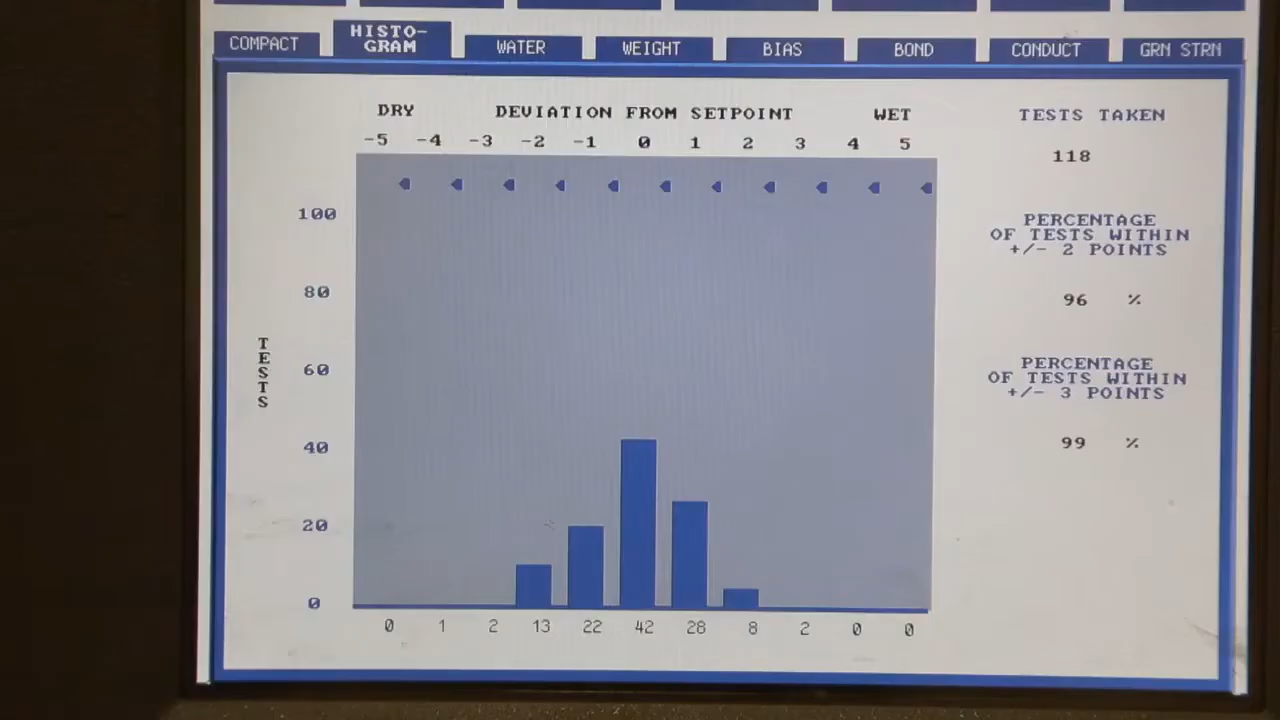 COMPACT HISTO-GRAM WATER WEIGHT BIAS BOND CONDUCT GRN STRN
DRY DEVIATION FROM SETPOINT WET
-5 -4 -3 -2 -1 0 1 2 3 4 5
TESTS
100
80
60
40
20
0
0 1 2 13 22 42 28 8 2 0 0
TESTS TAKEN
118
PERCENTAGE
OF TESTS WITHIN
+/- 2 POINTS
96 %
PERCENTAGE
OF TESTS WITHIN
+/- 3 POINTS
99 %